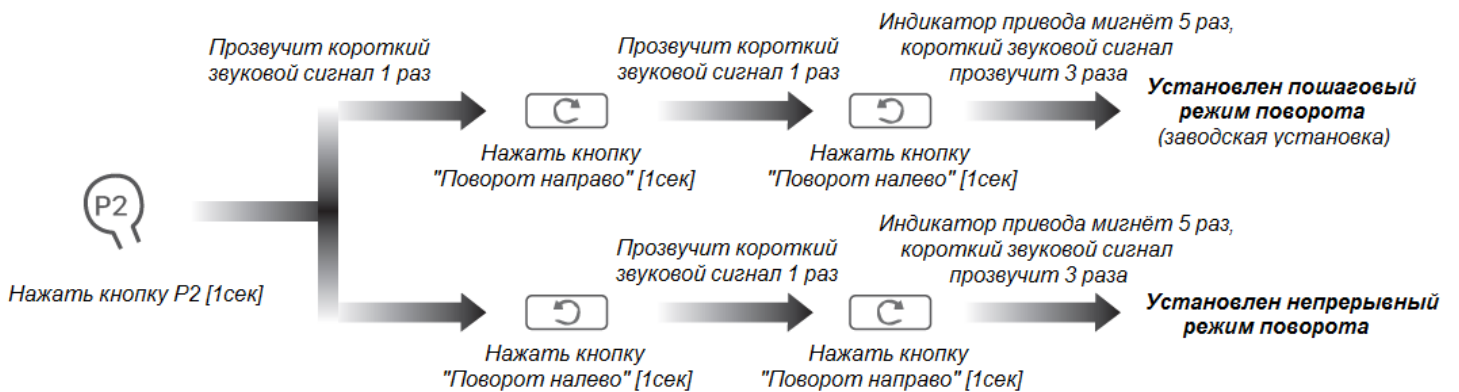 Прозвучит короткий
звуковой сигнал 1 раз
Прозвучит короткий
звуковой сигнал 1 раз
Индикатор привода мигнёт 5 раз,
короткий звуковой сигнал
прозвучит 3 раза
Установлен пошаговый
режим поворота
(заводская установка)
Нажать кнопку
"Поворот направо" [1сек]
Нажать кнопку
"Поворот налево" [1сек]
P2
Нажать кнопку P2 [1сек]
Прозвучит короткий
звуковой сигнал 1 раз
Индикатор привода мигнёт 5 раз,
короткий звуковой сигнал
прозвучит 3 раза
Установлен непрерывный
режим поворота
Нажать кнопку
"Поворот налево" [1сек]
Нажать кнопку
"Поворот направо" [1сек]